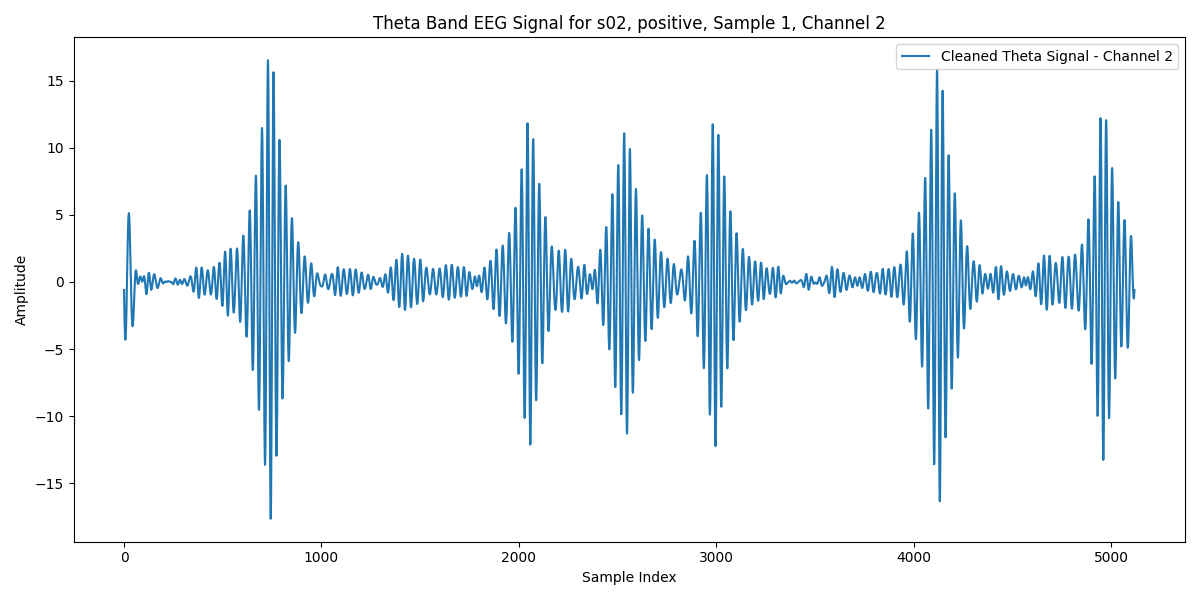 Theta Band EEG Signal for s02, positive, Sample 1, Channel 2
Cleaned Theta Signal - Channel 2
Amplitude
15
10
5
0
−5
−10
−15
0 1000 2000 3000 4000 5000
Sample Index